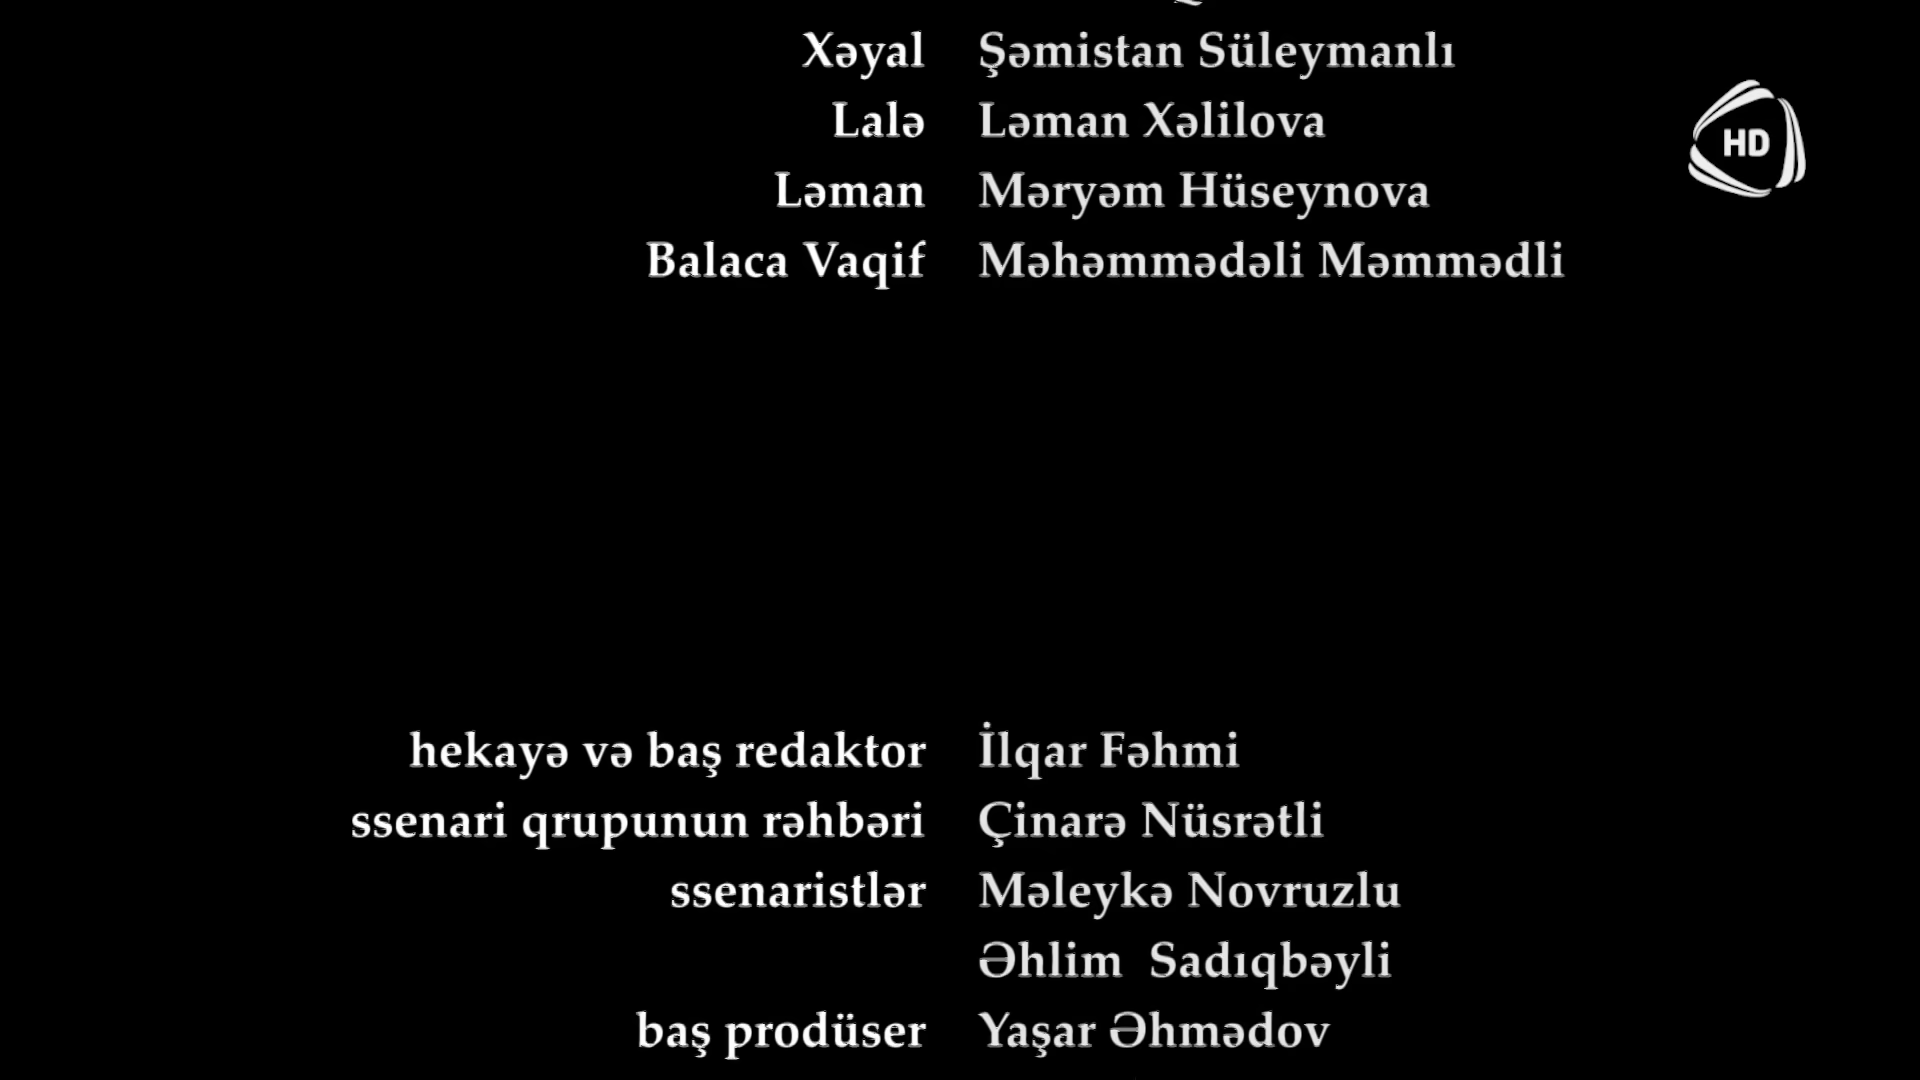 Xəyal Şəmistan Süleymanlı
HD
Lalə Ləman Xəlilova
Ləman Məryəm Hüseynova
Balaca Vaqif Məhəmmədəli Məmmədli
hekayə və baş redaktor İlqar Fəhmi
ssenari qrupunun rəhbəri Çinarə Nüsrətli
ssenaristlər Məleykə Novruzlu
Əhlim Sadıqbəyli
baş prodüser Yaşar Əhmədov